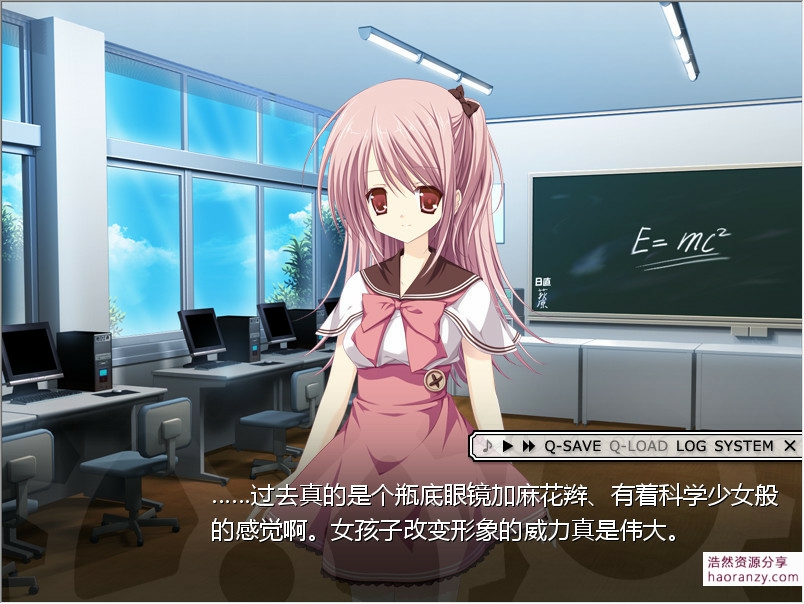 E=mc²
日直
Q-SAVE Q-LOAD LOG SYSTEM
……过去真的是个瓶底眼镜加麻花辫、有着科学少女般
的感觉啊。女孩子改变形象的威力真是伟大。
浩然资源分享
haoranzy.com